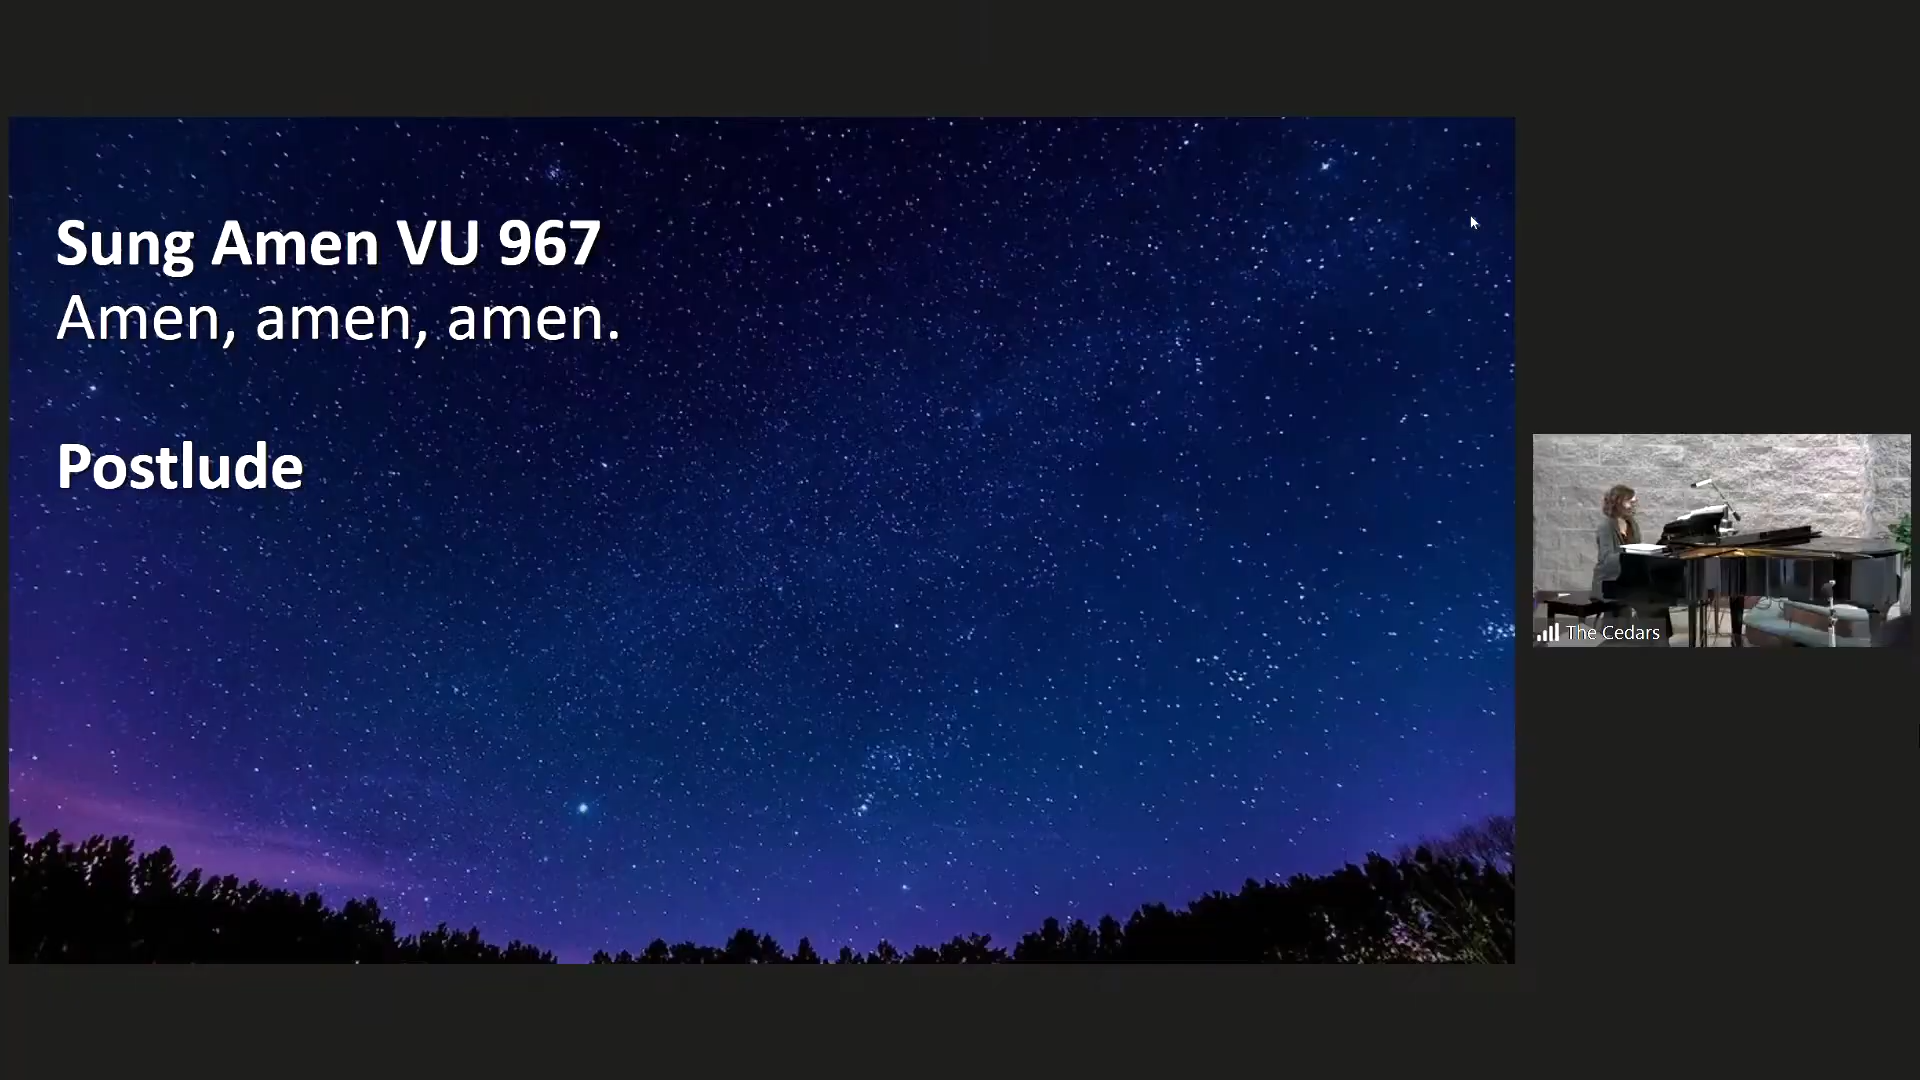 Sung Amen VU 967
Amen, amen, amen.
Postlude
The Cedars